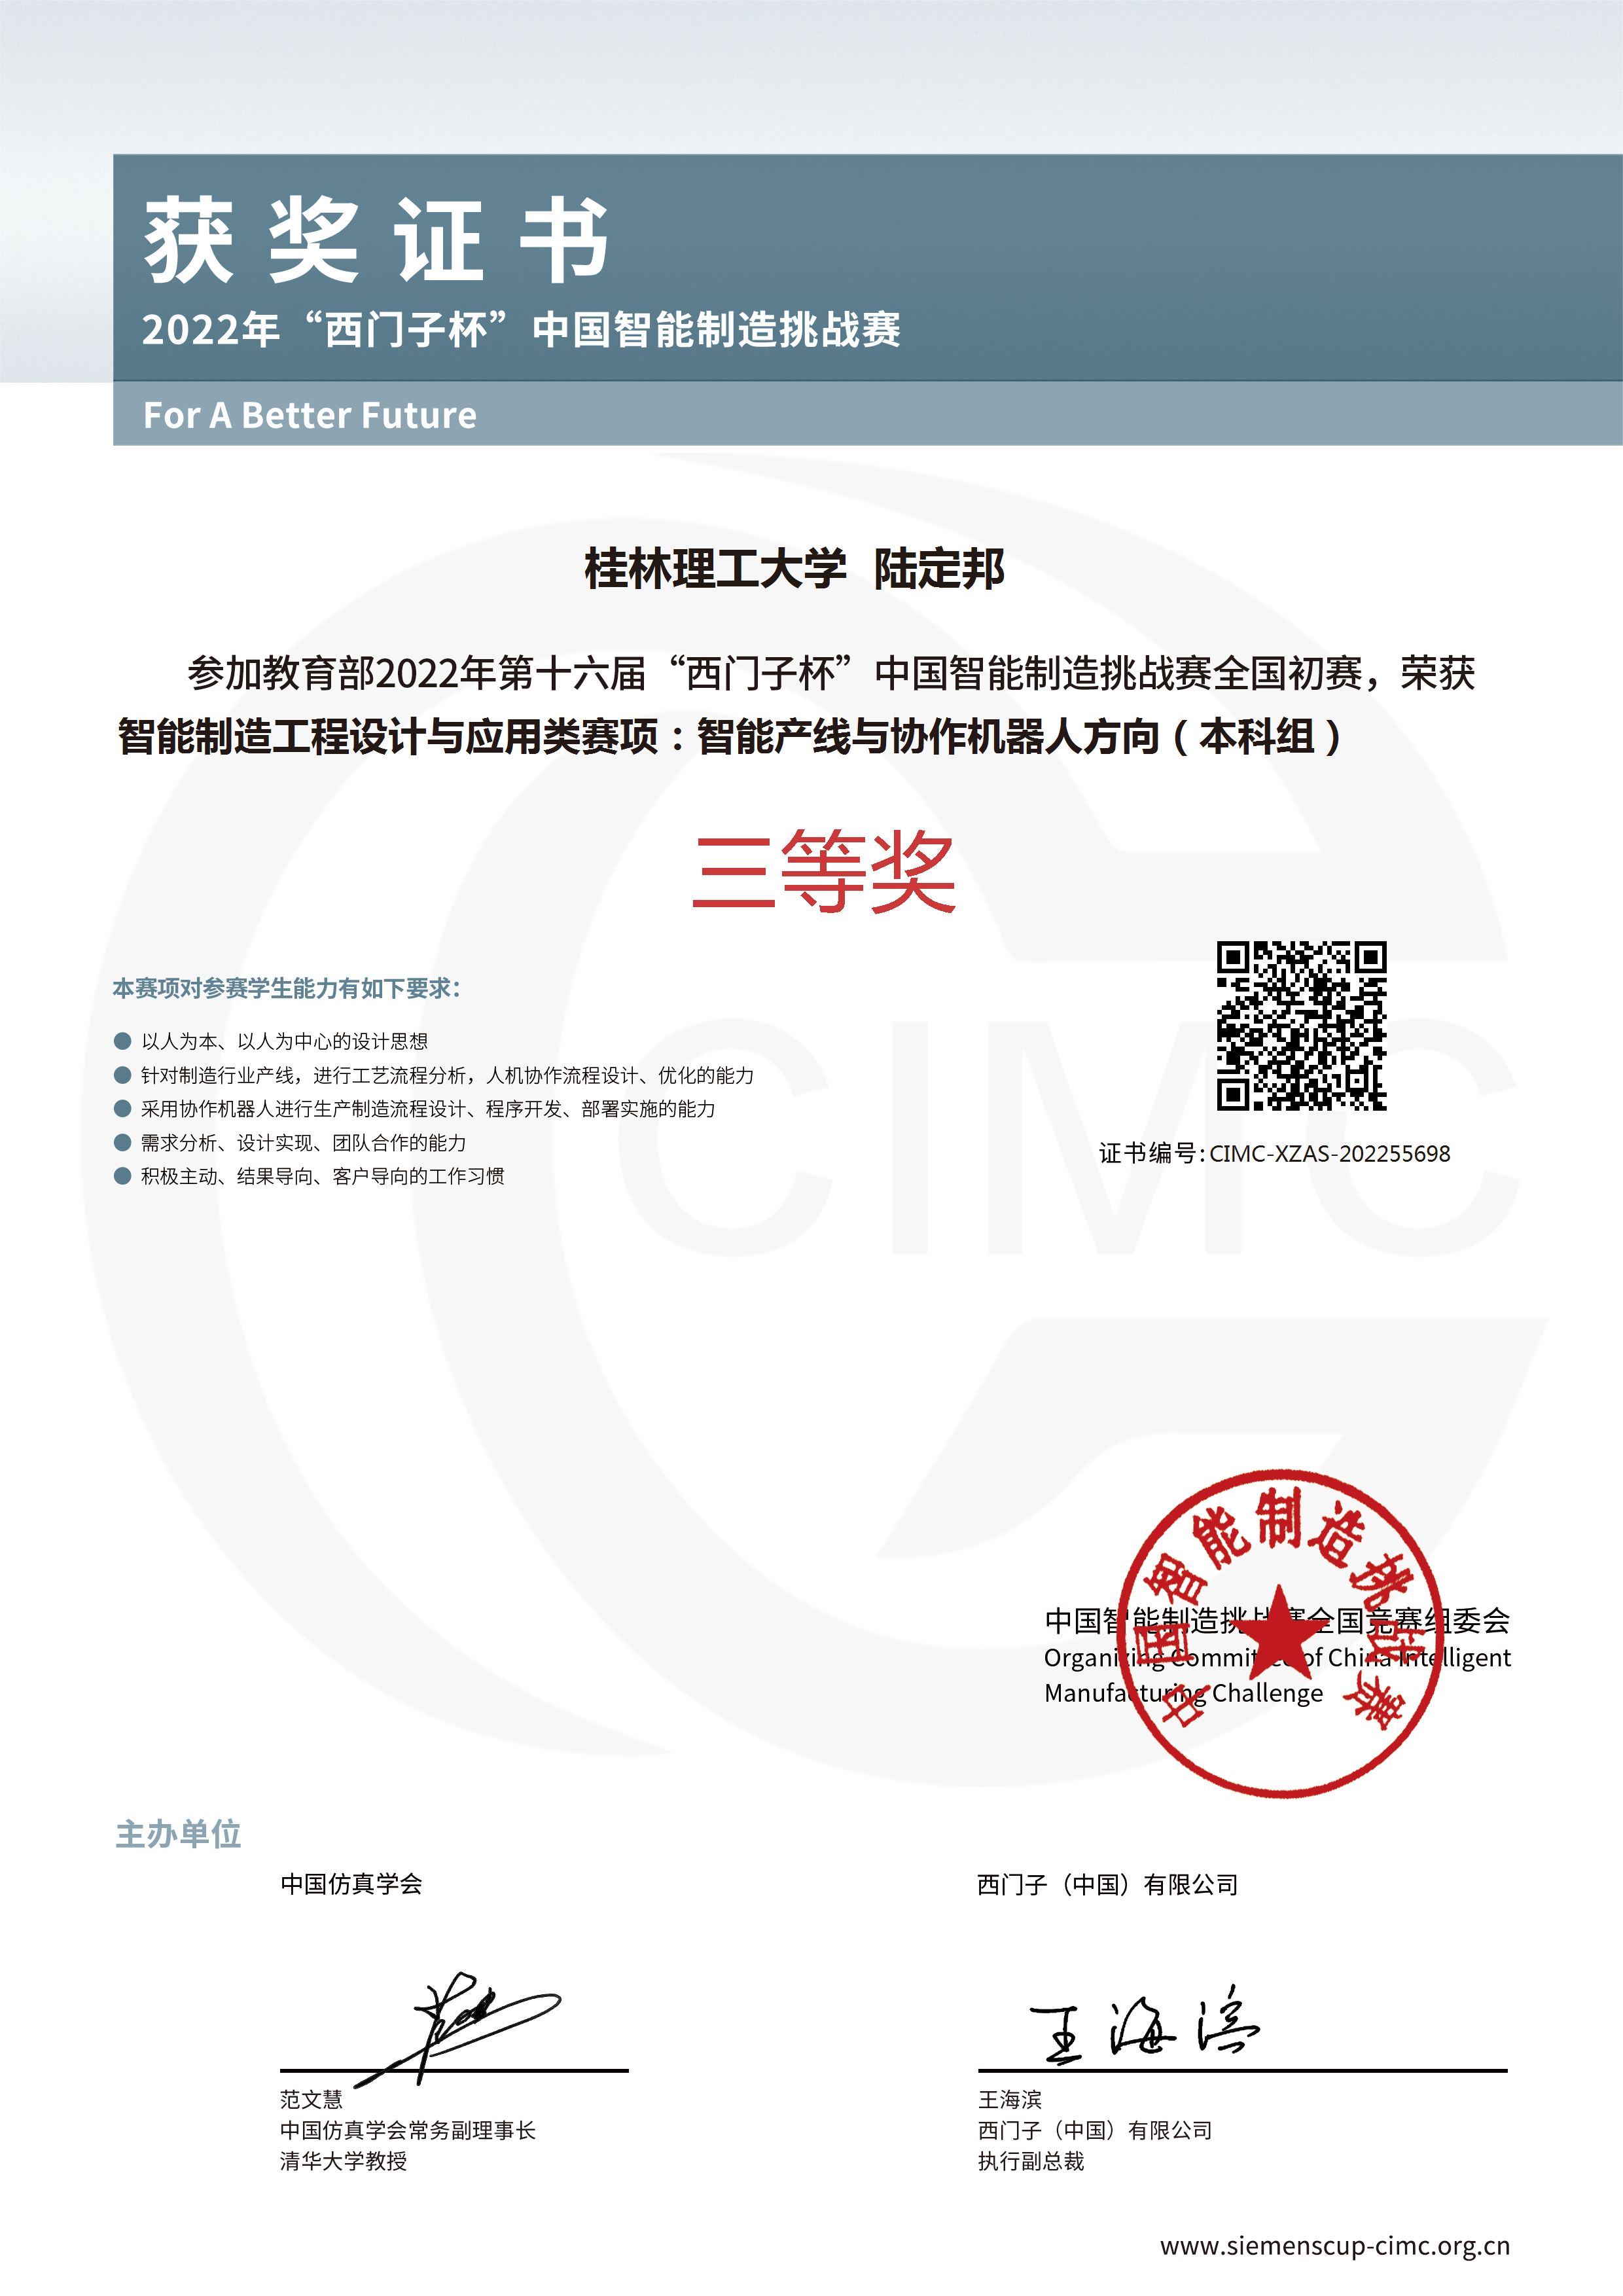 获奖证书
2022年“西门子杯”中国智能制造挑战赛
For A Better Future
桂林理工大学 陆定邦
参加教育部2022年第十六届“西门子杯”中国智能制造挑战赛全国初赛，荣获
智能制造工程设计与应用类赛项：智能产线与协作机器人方向（本科组）
三等奖
本赛项对参赛学生能力有如下要求：
以人为本、以人为中心的设计思想
针对制造行业产线，进行工艺流程分析，人机协作流程设计、优化的能力
采用协作机器人进行生产制造流程设计、程序开发、部署实施的能力
需求分析、设计实现、团队合作的能力
积极主动、结果导向、客户导向的工作习惯
CIMC
证书编号：CIMC-XZAS-202255698
中国智能制造挑战赛
中国智能制造挑战赛全国竞赛组委会
Organizing Committee of China Intelligent
Manufacturing Challenge
主办单位
中国仿真学会
西门子（中国）有限公司
王海滨
范文慧
中国仿真学会常务副理事长
清华大学教授
王海滨
西门子（中国）有限公司
执行副总裁
www.siemenscup-cimc.org.cn